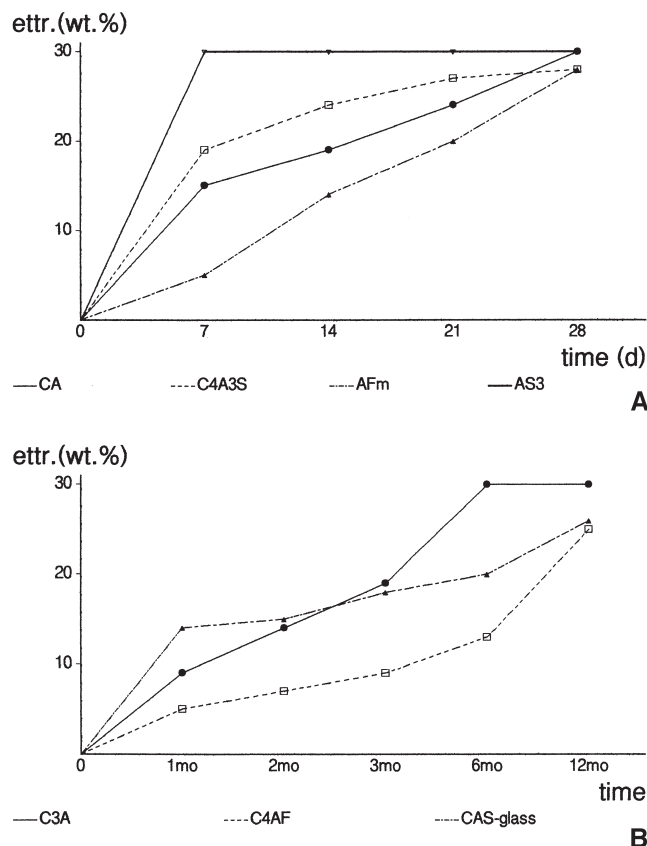 ettr.(wt.%)
30
20
10
0 7 14 21 28
time (d)
CA C4A3S AFm AS3
A
ettr.(wt.%)
30
20
10
0 1mo 2mo 3mo 6mo 12mo
time
C3A C4AF CAS-glass
B